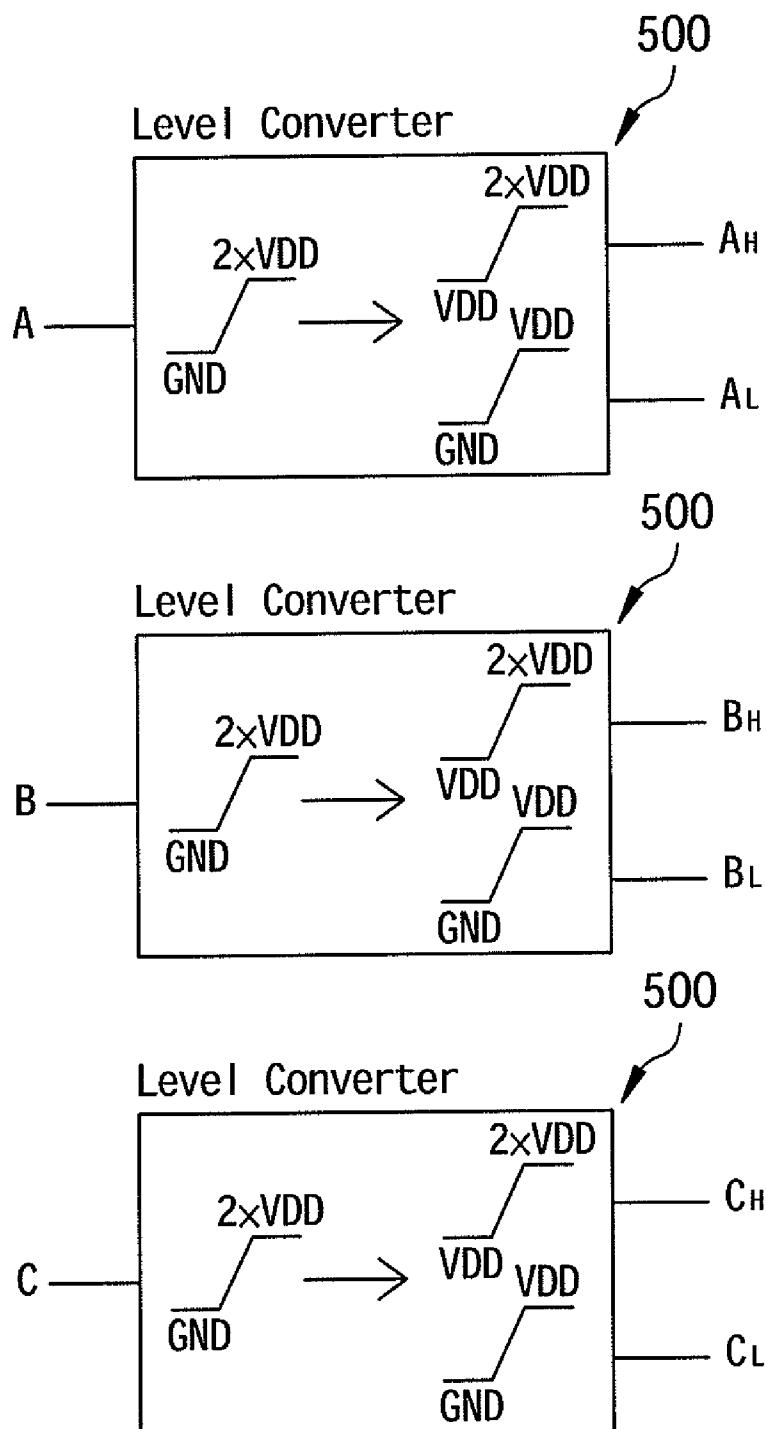 500
Level Converter
2×VDD
2×VDD
AH
A
VDD VDD
GND
AL
GND
500
Level Converter
2×VDD
2×VDD
BH
B
VDD VDD
GND
BL
GND
500
Level Converter
2×VDD
2×VDD
CH
C
VDD VDD
GND
CL
GND